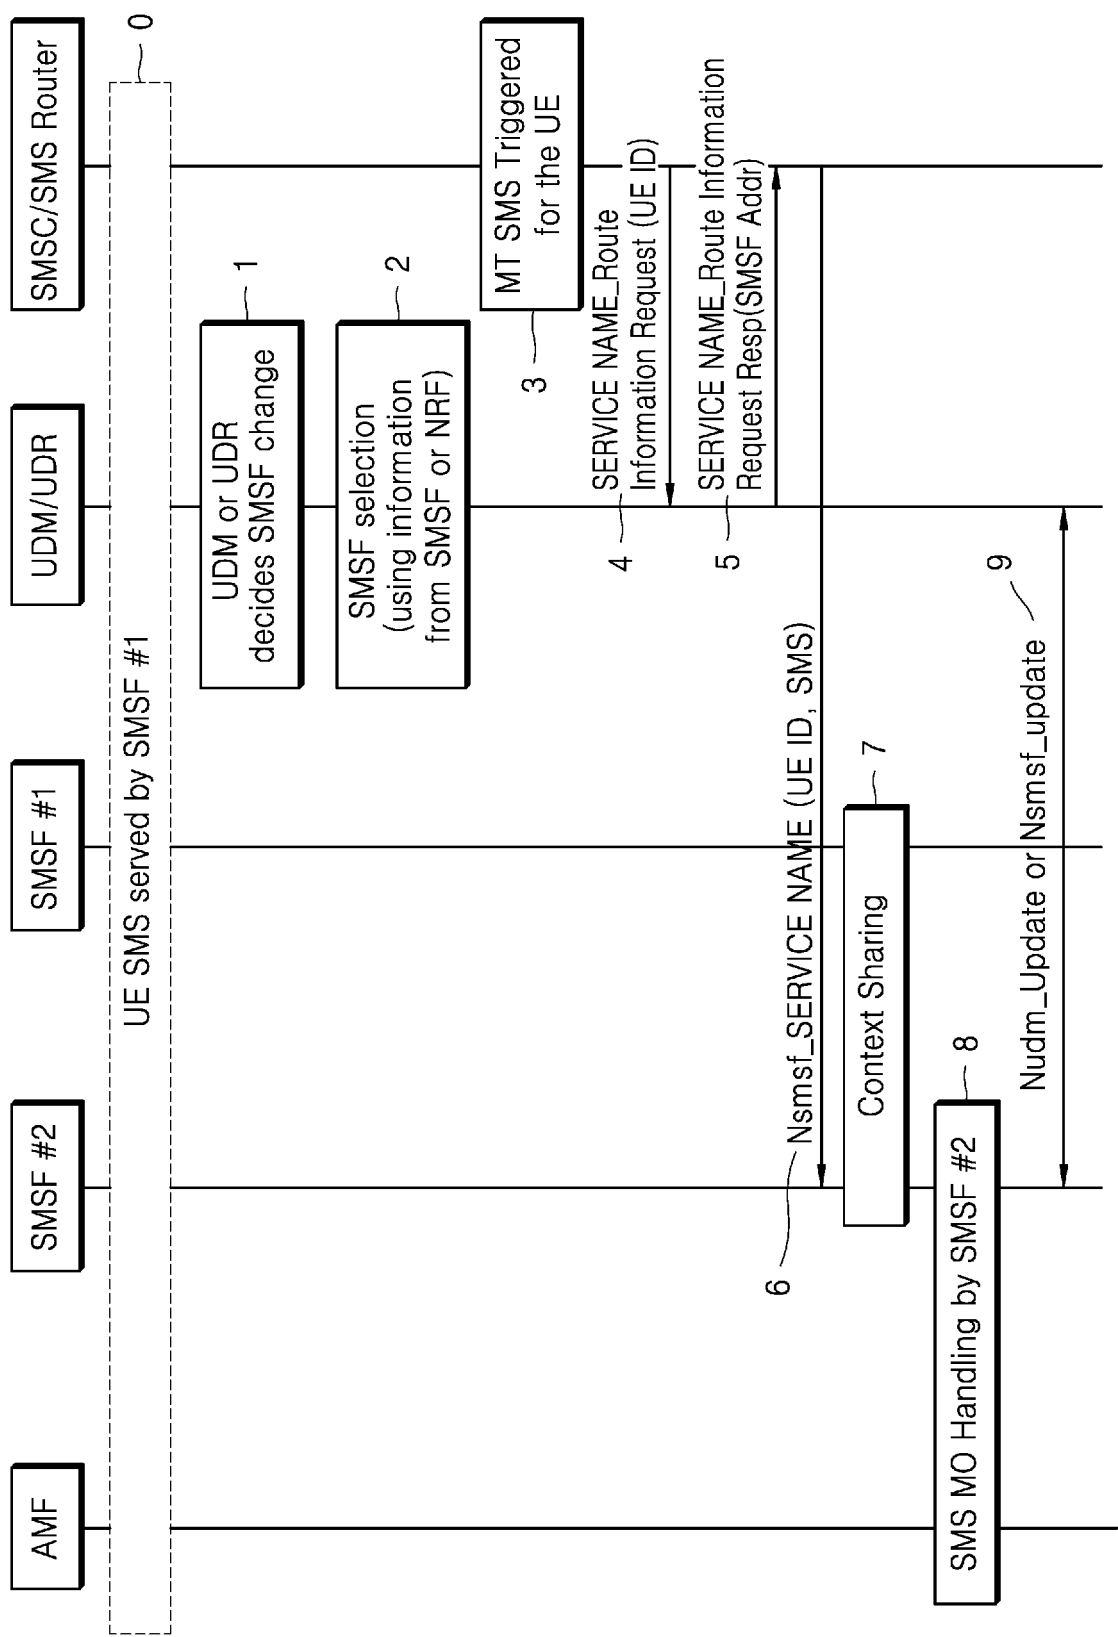 AMF
SMSF #2
SMSF #1
UDM/UDR
SMSC/SMS Router
UE SMS served by SMSF #1
0
UDM or UDR
decides SMSF change
1
SMSF selection
(using information
from SMSF or NRF)
2
MT SMS Triggered
for the UE
3
SERVICE NAME_Route
Information Request (UE ID)
4
SERVICE NAME_Route Information
Request Resp(SMSF Addr)
5
Nsmsf_SERVICE NAME (UE ID, SMS)
6
Context Sharing
7
SMS MO Handling by SMSF #2
8
Nudm_Update or Nsmsf_update
9